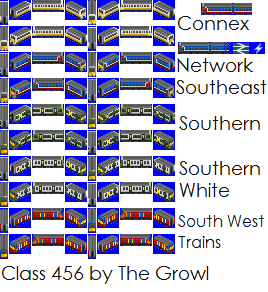 Connex
Network
Southeast
Southern
Southern
White
South West
Trains
Class 456 by The Growl